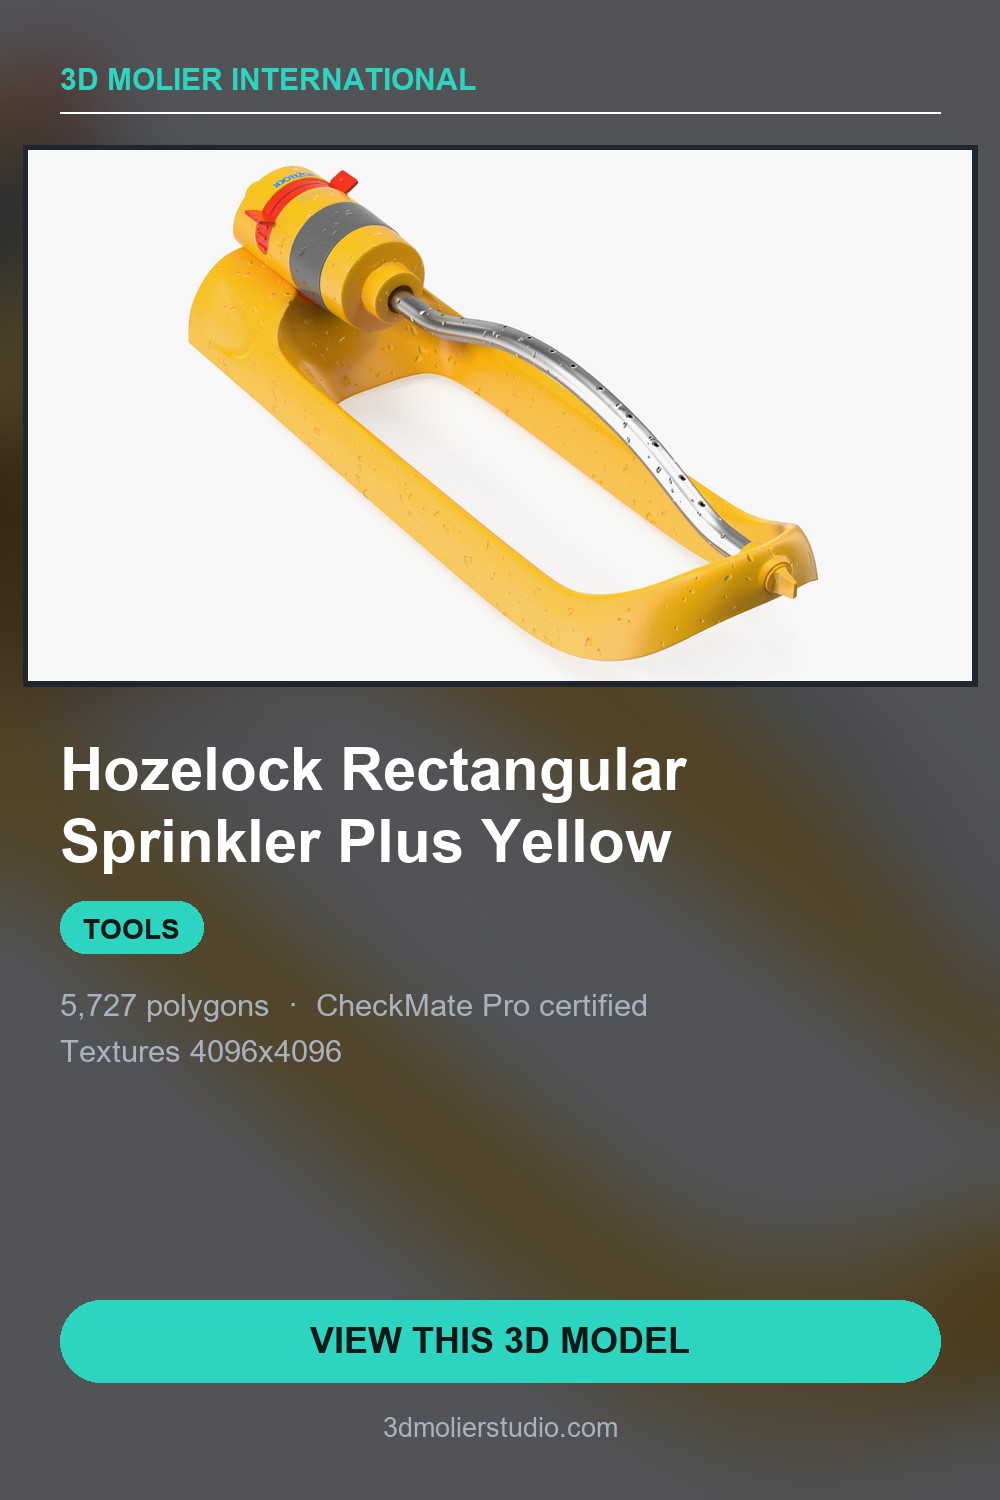 3D MOLIER INTERNATIONAL
HOZELOCK
Hozelock Rectangular
Sprinkler Plus Yellow
TOOLS
5,727 polygons · CheckMate Pro certified
Textures 4096x4096
VIEW THIS 3D MODEL
3dmolierstudio.com